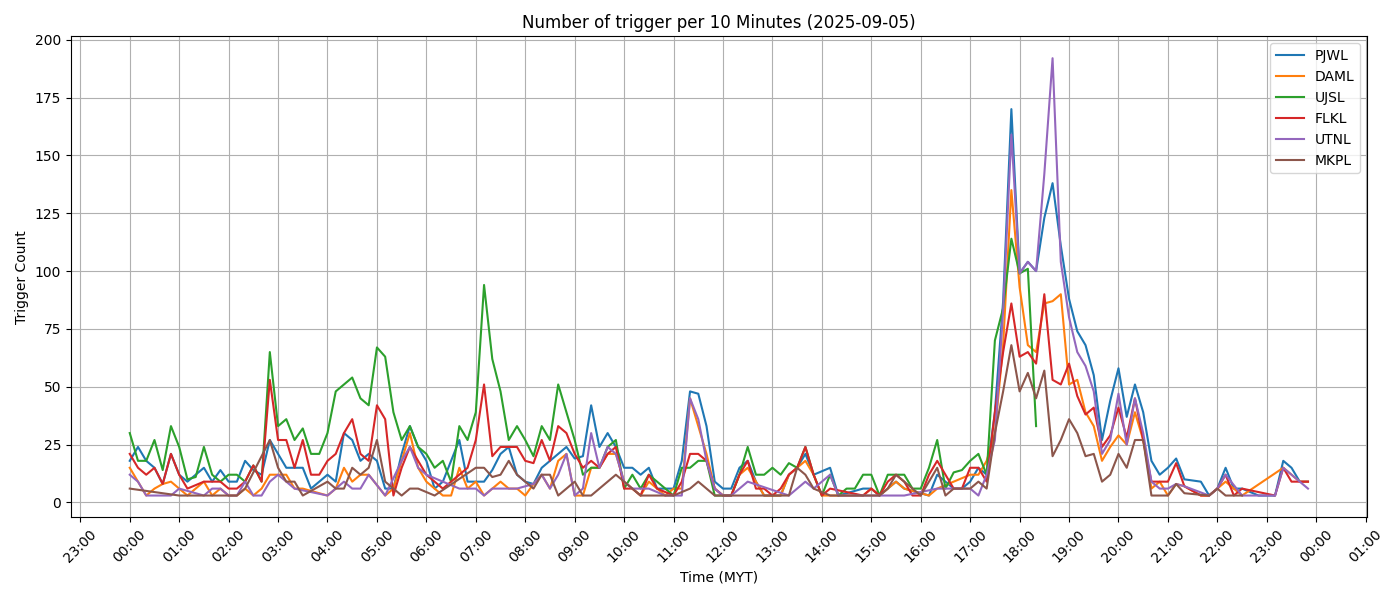 Number of trigger per 10 Minutes (2025-09-05)
200
175
150
125
100
75
50
25
0
Trigger Count
PJWL
DAML
UJSL
FLKL
UTNL
MKPL
23:00 00:00 01:00 02:00 03:00 04:00 05:00 06:00 07:00 08:00 09:00 10:00 11:00 12:00 13:00 14:00 15:00 16:00 17:00 18:00 19:00 20:00 21:00 22:00 23:00 00:00 01:00
Time (MYT)